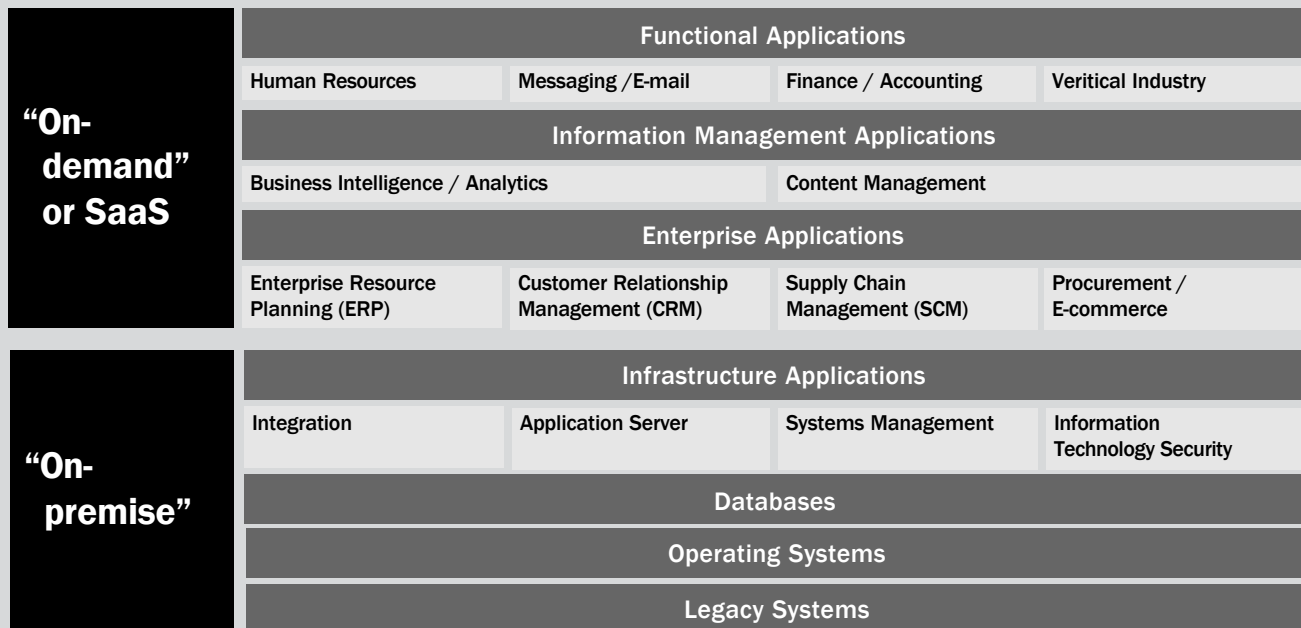 “On-
demand”
or SaaS
Functional Applications
Human Resources
Messaging /E-mail
Finance / Accounting
Veritical Industry
Information Management Applications
Business Intelligence / Analytics
Content Management
Enterprise Applications
Enterprise Resource
Planning (ERP)
Customer Relationship
Management (CRM)
Supply Chain
Management (SCM)
Procurement /
E-commerce
“On-
premise”
Infrastructure Applications
Integration
Application Server
Systems Management
Information
Technology Security
Databases
Operating Systems
Legacy Systems